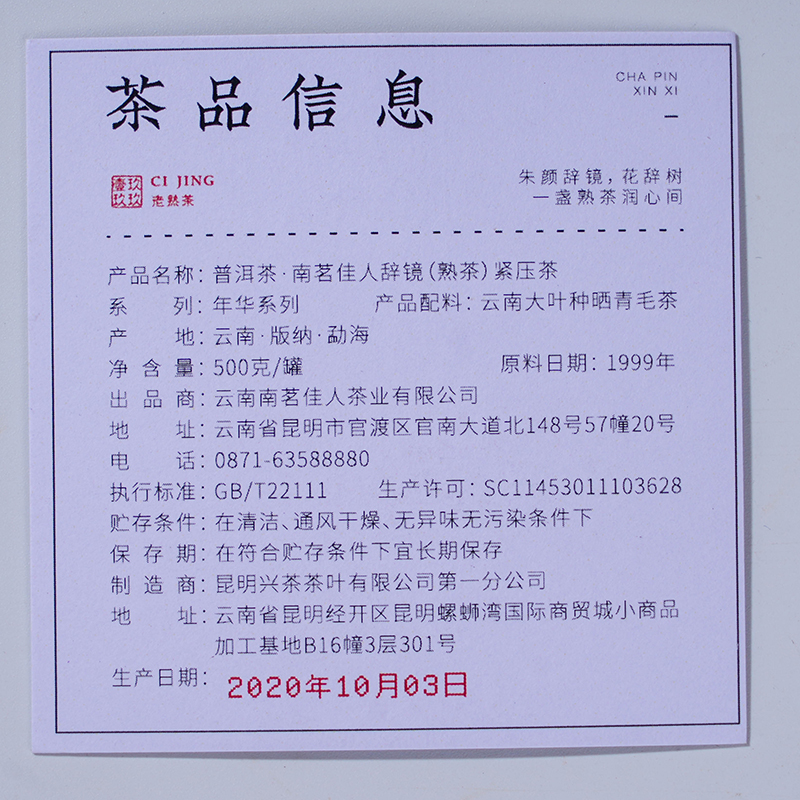 茶品信息
CHA PIN
XIN XI
壹玖玖玖
CI JING
老熟茶
朱颜辞镜，花辞树
一盏熟茶润心间
产品名称：普洱茶·南茗佳人辞镜（熟茶）紧压茶
系列：年华系列 产品配料：云南大叶种晒青毛茶
产地：云南·版纳·勐海
净含量：500克/罐 原料日期：1999年
出品商：云南南茗佳人茶业有限公司
地址：云南省昆明市官渡区官南大道北148号57幢20号
电话：0871-63588880
执行标准：GB/T22111 生产许可：SC11453011103628
贮存条件：在清洁、通风干燥、无异味无污染条件下
保存期：在符合贮存条件下宜长期保存
制造商：昆明兴茶茶叶有限公司第一分公司
地址：云南省昆明经开区昆明螺蛳湾国际商贸城小商品
加工基地B16幢3层301号
生产日期：2020年10月03日